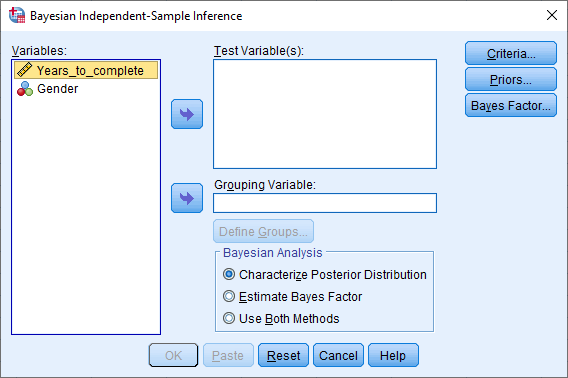 Bayesian Independent-Sample Inference
Variables:
Years_to_complete
Gender
Test Variable(s):
Grouping Variable:
Define Groups...
Bayesian Analysis
Characterize Posterior Distribution
Estimate Bayes Factor
Use Both Methods
Criteria...
Priors...
Bayes Factor...
OK
Paste
Reset
Cancel
Help